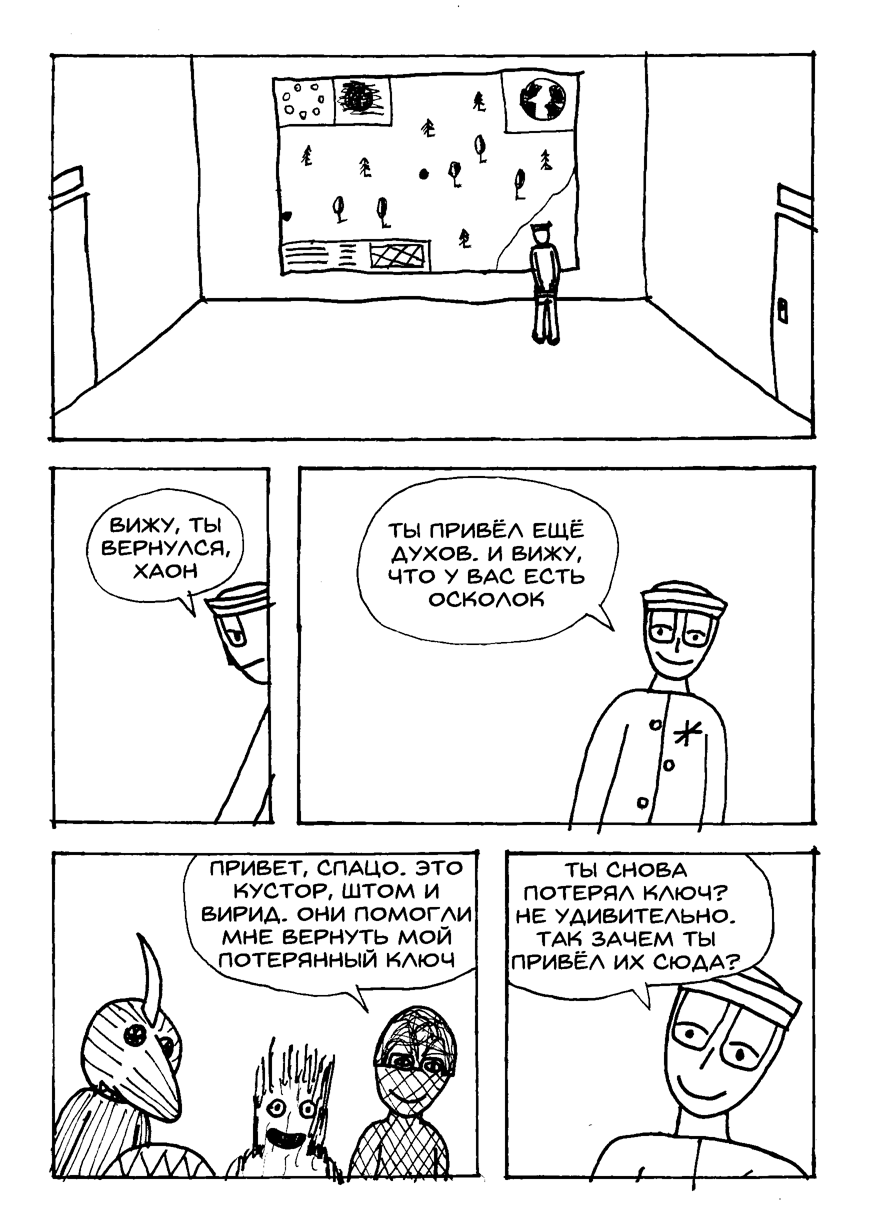 ВИЖУ, ТЫ
ВЕРНУЛСЯ,
ХАОН
ТЫ ПРИВЁЛ ЕЩЁ
ДУХОВ. И ВИЖУ,
ЧТО У ВАС ЕСТЬ
ОСКОЛОК
ПРИВЕТ, СПАЦО. ЭТО
КУСТОР, ШТОМ И
ВИРИД. ОНИ ПОМОГЛИ
МНЕ ВЕРНУТЬ МОЙ
ПОТЕРЯННЫЙ КЛЮЧ
ТЫ СНОВА
ПОТЕРЯЛ КЛЮЧ?
НЕ УДИВИТЕЛЬНО.
ТАК ЗАЧЕМ ТЫ
ПРИВЁЛ ИХ СЮДА?